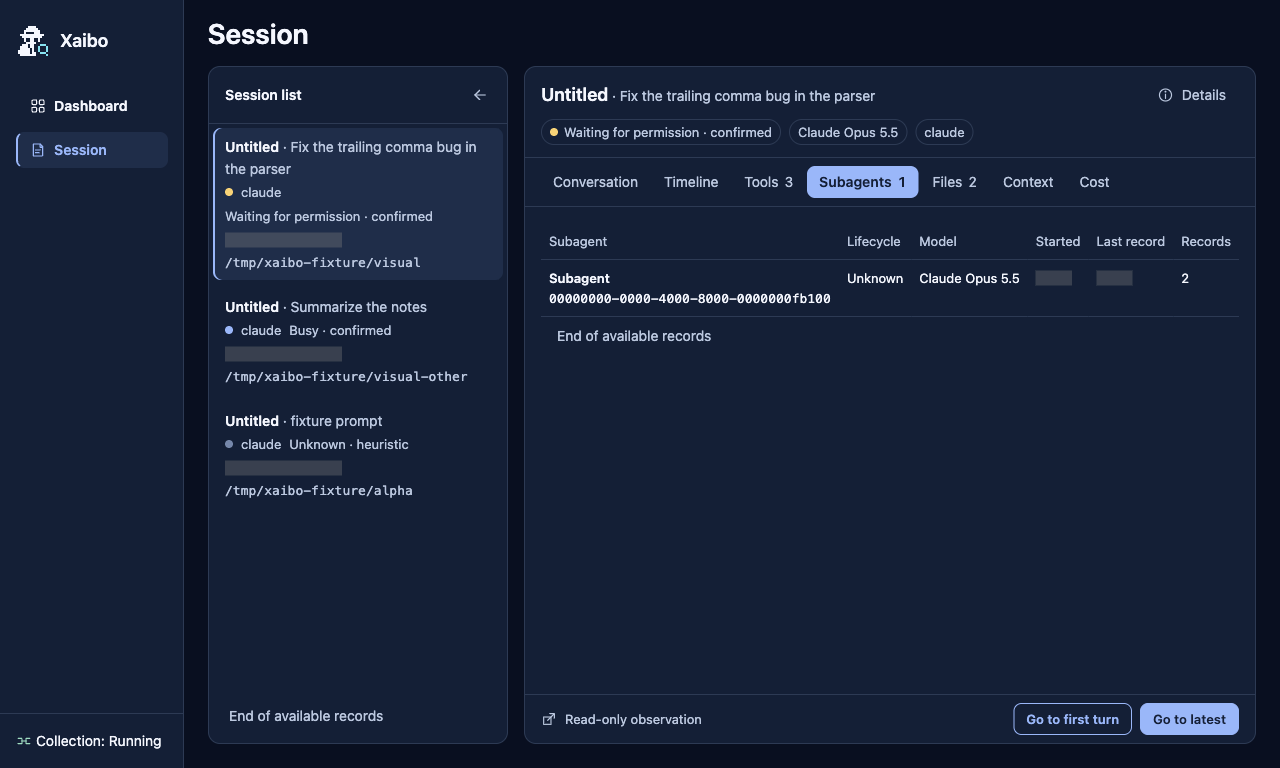 Xaibo
Dashboard
Session
Collection: Running
Session
Session list
Untitled · Fix the trailing comma bug in
the parser
claude
Waiting for permission · confirmed
/tmp/xaibo-fixture/visual
Untitled · Summarize the notes
claude Busy · confirmed
/tmp/xaibo-fixture/visual-other
Untitled · fixture prompt
claude Unknown · heuristic
/tmp/xaibo-fixture/alpha
End of available records
Untitled · Fix the trailing comma bug in the parser
Details
Waiting for permission · confirmed
Claude Opus 5.5
claude
Conversation Timeline Tools 3 Subagents 1 Files 2 Context Cost
Subagent Lifecycle Model Started Last record Records
Subagent Unknown Claude Opus 5.5 2
00000000-0000-4000-8000-0000000fb100
End of available records
Read-only observation
Go to first turn
Go to latest